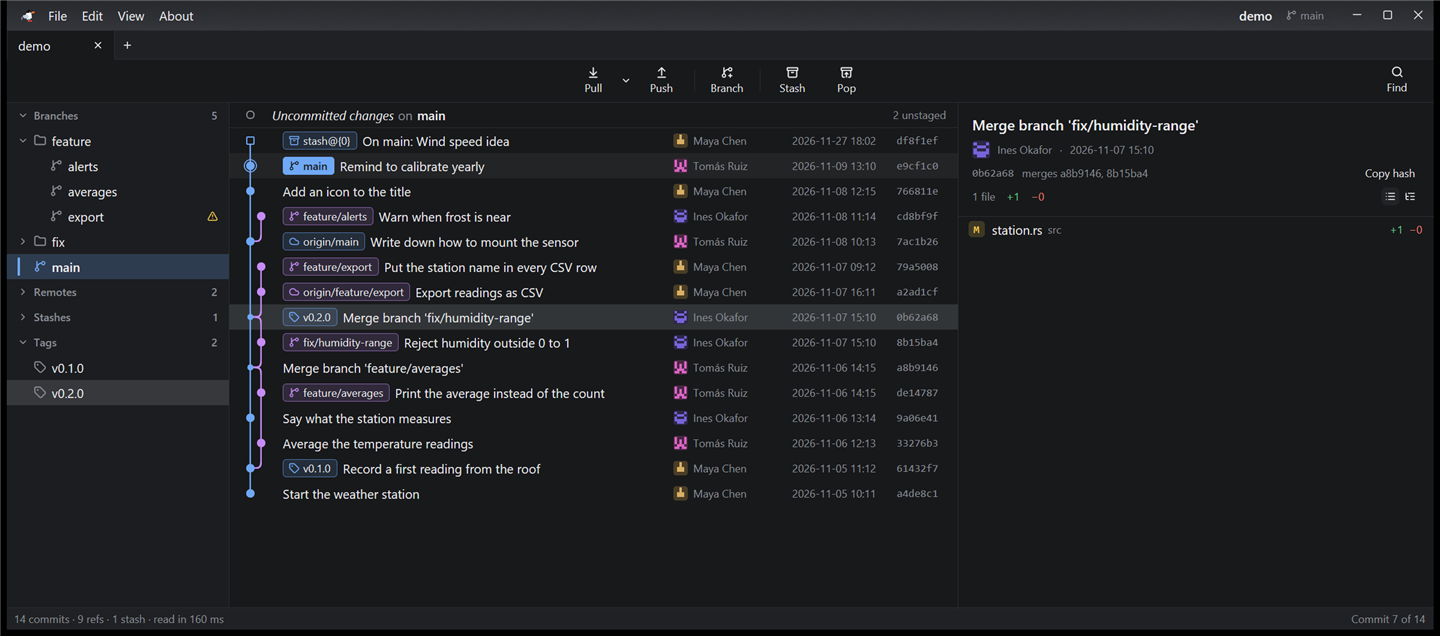 File Edit View About demo main
demo
Pull Push Branch Stash Pop Find
Branches 5
feature
alerts
averages
export
fix
main
Remotes 2
Stashes 1
Tags 2
v0.1.0
v0.2.0
Uncommitted changes on main 2 unstaged
stash@{0} On main: Wind speed idea Maya Chen 2026-11-27 18:02 df8f1ef
main Remind to calibrate yearly Tomás Ruiz 2026-11-09 13:10 e9cf1c0
Add an icon to the title Maya Chen 2026-11-08 12:15 766811e
feature/alerts Warn when frost is near Ines Okafor 2026-11-08 11:14 cd8bf9f
origin/main Write down how to mount the sensor Tomás Ruiz 2026-11-08 10:13 7ac1b26
feature/export Put the station name in every CSV row Maya Chen 2026-11-07 09:12 79a5008
origin/feature/export Export readings as CSV Maya Chen 2026-11-07 16:11 a2ad1cf
v0.2.0 Merge branch 'fix/humidity-range' Ines Okafor 2026-11-07 15:10 0b62a68
fix/humidity-range Reject humidity outside 0 to 1 Ines Okafor 2026-11-07 15:10 8b15ba4
Merge branch 'feature/averages' Tomás Ruiz 2026-11-06 14:15 a8b9146
feature/averages Print the average instead of the count Tomás Ruiz 2026-11-06 14:15 de14787
Say what the station measures Ines Okafor 2026-11-06 13:14 9a06e41
Average the temperature readings Tomás Ruiz 2026-11-06 12:13 33276b3
v0.1.0 Record a first reading from the roof Maya Chen 2026-11-05 11:12 61432f7
Start the weather station Maya Chen 2026-11-05 10:11 a4de8c1
Merge branch 'fix/humidity-range'
Ines Okafor · 2026-11-07 15:10
0b62a68 merges a8b9146, 8b15ba4 Copy hash
1 file +1 −0
M station.rs src +1 −0
14 commits · 9 refs · 1 stash · read in 160 ms Commit 7 of 14